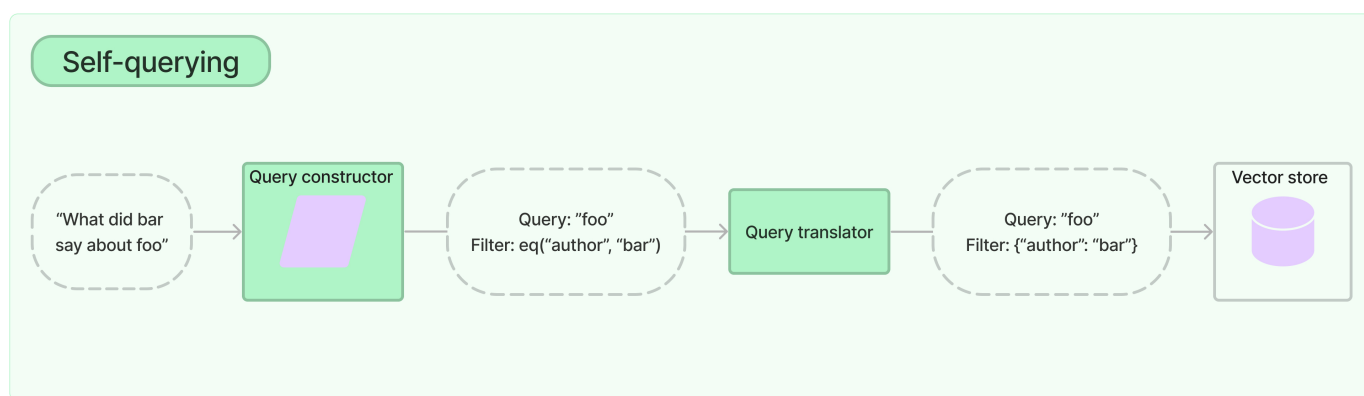 Self-querying
“What did bar
say about foo”
Query constructor
Query: ”foo”
Filter: eq(“author”, “bar”)
Query translator
Query: ”foo”
Filter: {“author”: “bar”}
Vector store